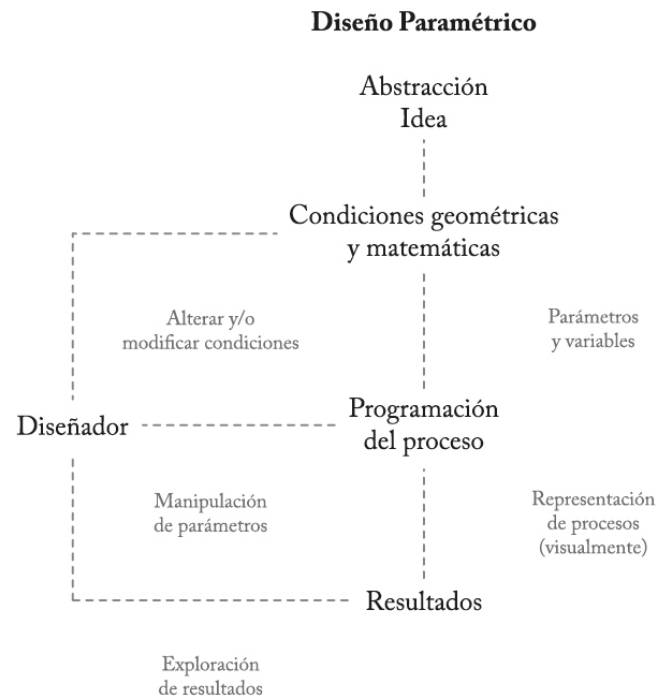 Diseño Paramétrico
Abstracción
Idea
Condiciones geométricas
y matemáticas
Alterar y/o
modificar condiciones
Parámetros
y variables
Diseñador
Programación
del proceso
Manipulación
de parámetros
Representación
de procesos
(visualmente)
Resultados
Exploración
de resultados